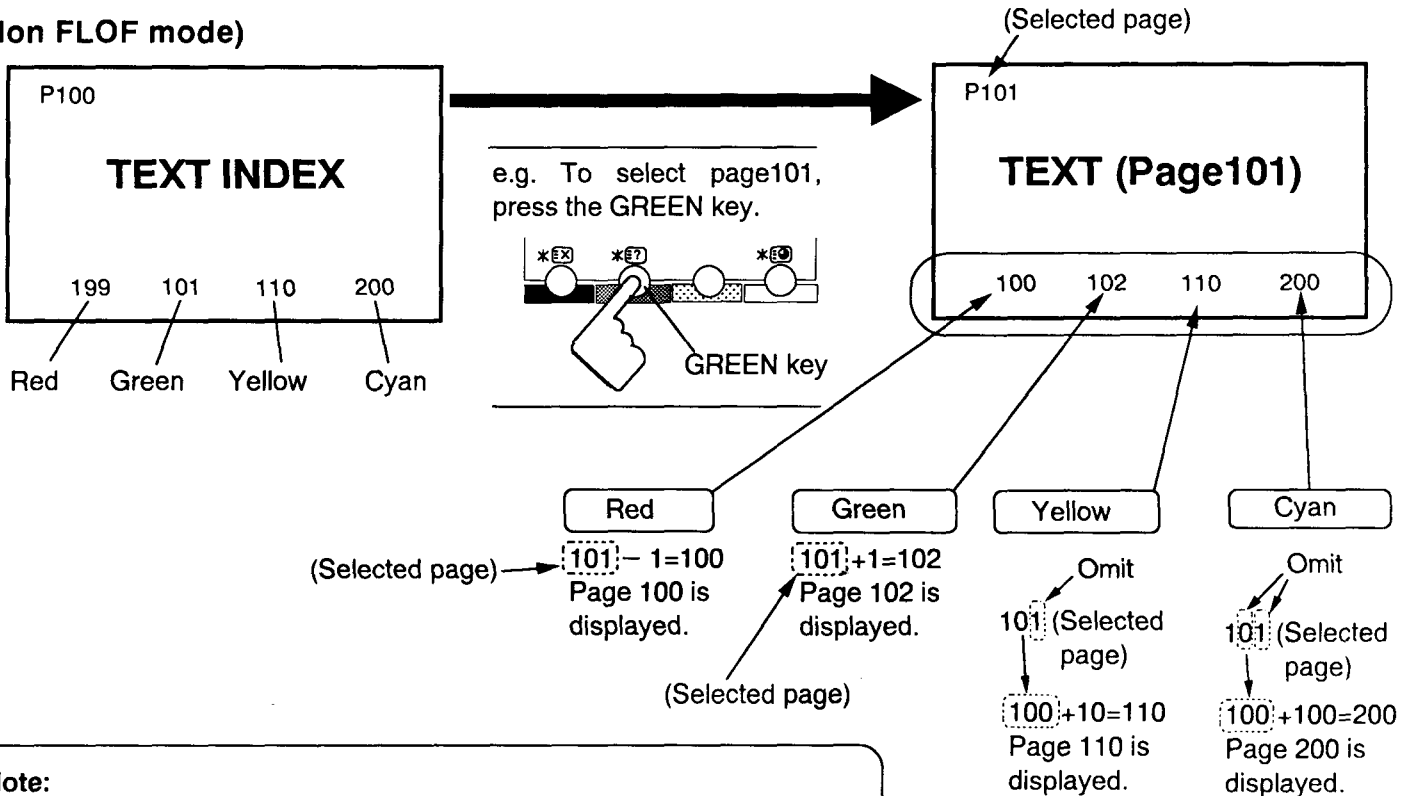 (Selected page)
lon FLOF mode)
P100
TEXT INDEX
199 101 110 200
Red Green Yellow Cyan
e.g. To select page101,
press the GREEN key.
GREEN key
P101
TEXT (Page101)
100 102 110 200
Red
(Selected page)
101 – 1=100
Page 100 is
displayed.
Green
101 +1=102
Page 102 is
displayed.
(Selected page)
Yellow
Omit
101 (Selected
page)
100 +10=110
Page 110 is
displayed.
Cyan
Omit
101 (Selected
page)
100 +100=200
Page 200 is
displayed.
lote: